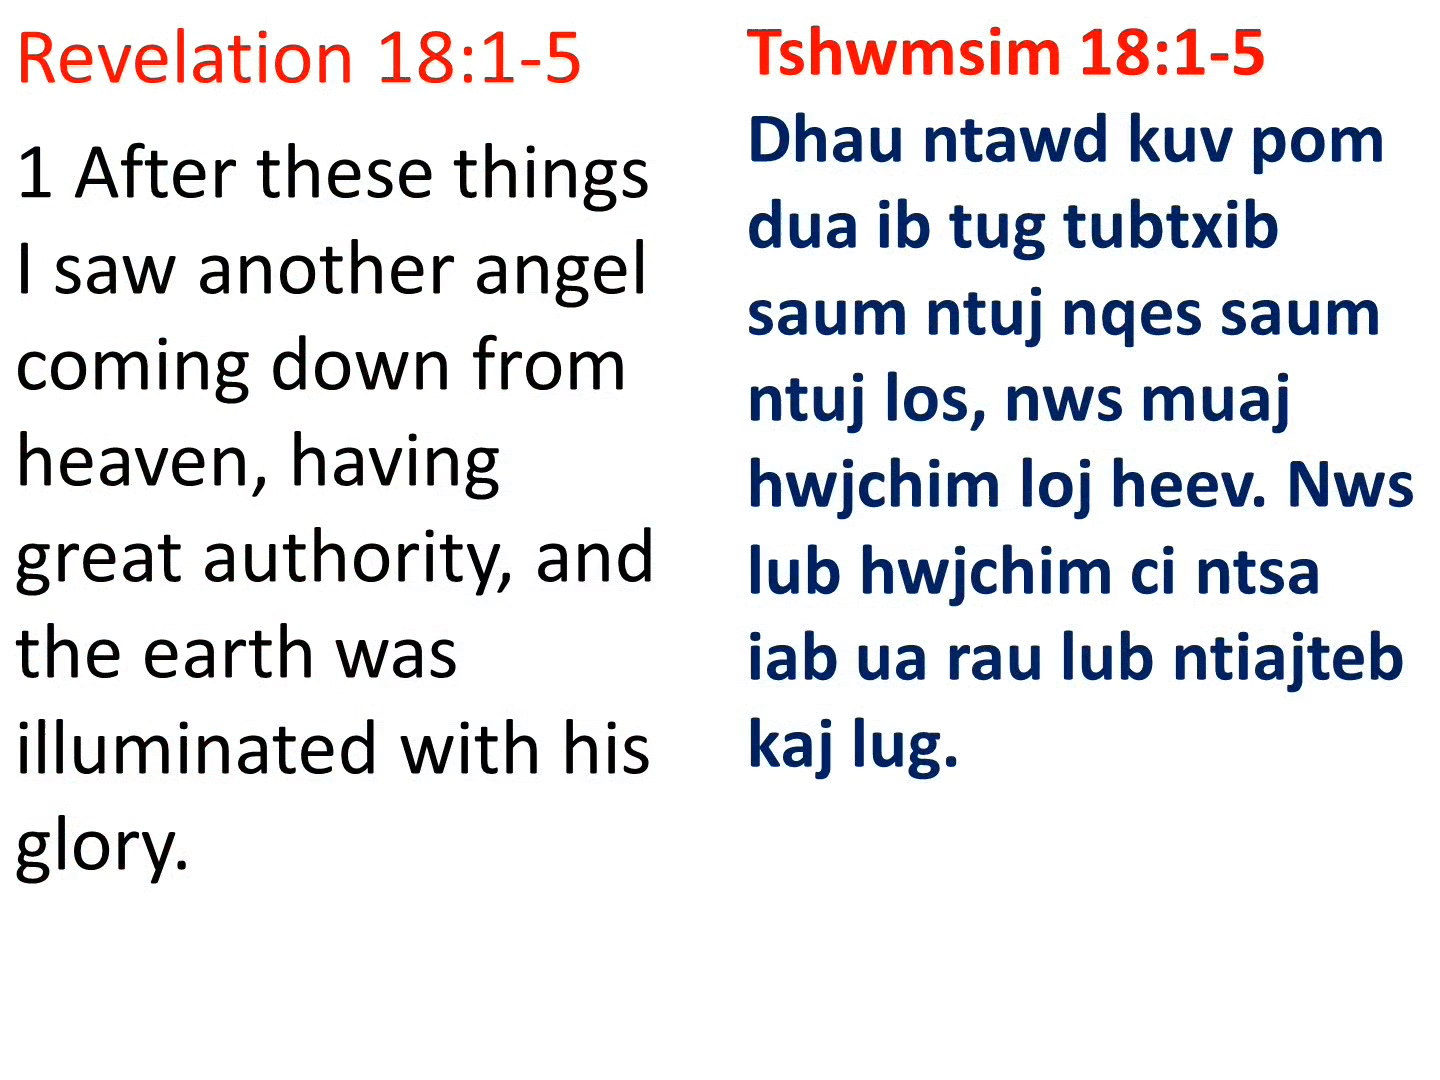 Revelation 18:1-5
1 After these things
I saw another angel
coming down from
heaven, having
great authority, and
the earth was
illuminated with his
glory.
Tshwmsim 18:1-5
Dhau ntawd kuv pom
dua ib tug tubtxib
saum ntuj nqes saum
ntuj los, nws muaj
hwjchim loj heev. Nws
lub hwjchim ci ntsa
iab ua rau lub ntiajteb
kaj lug.